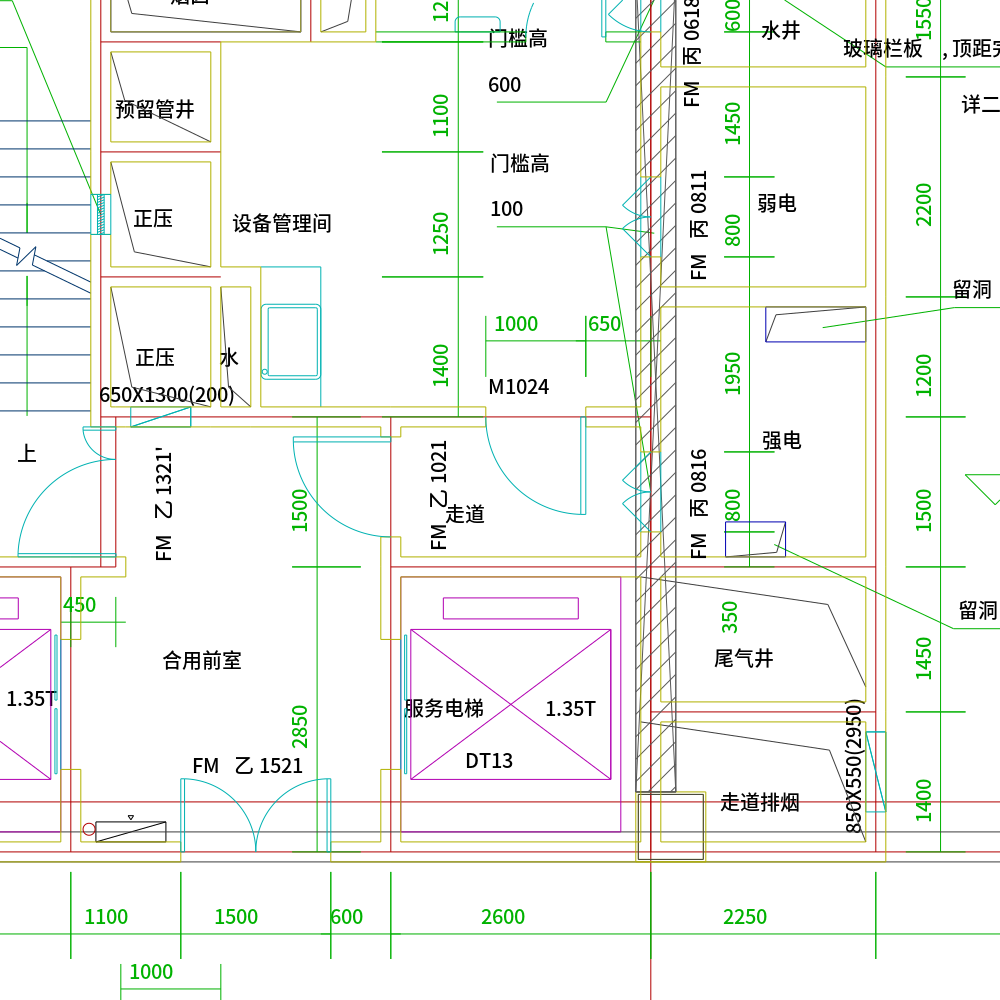 门槛高
600
水井
玻璃栏板 ,顶距完
FM 丙 0618
600
1550
预留管井
1100
1450
详二
门槛高
100
正压
设备管理间
1250
FM 丙 0811
800
弱电
2200
留洞
1000
650
正压
水
1400
M1024
1950
1200
650X1300(200)
上
FM 乙 1321'
1500
FM 乙 1021
走道
FM 丙 0816
强电
800
1500
450
350
留洞
合用前室
尾气井
1450
1.35T
服务电梯
1.35T
2850
DT13
FM 乙 1521
走道排烟
850X550(2950)
1400
1100
1500
600
2600
2250
1000